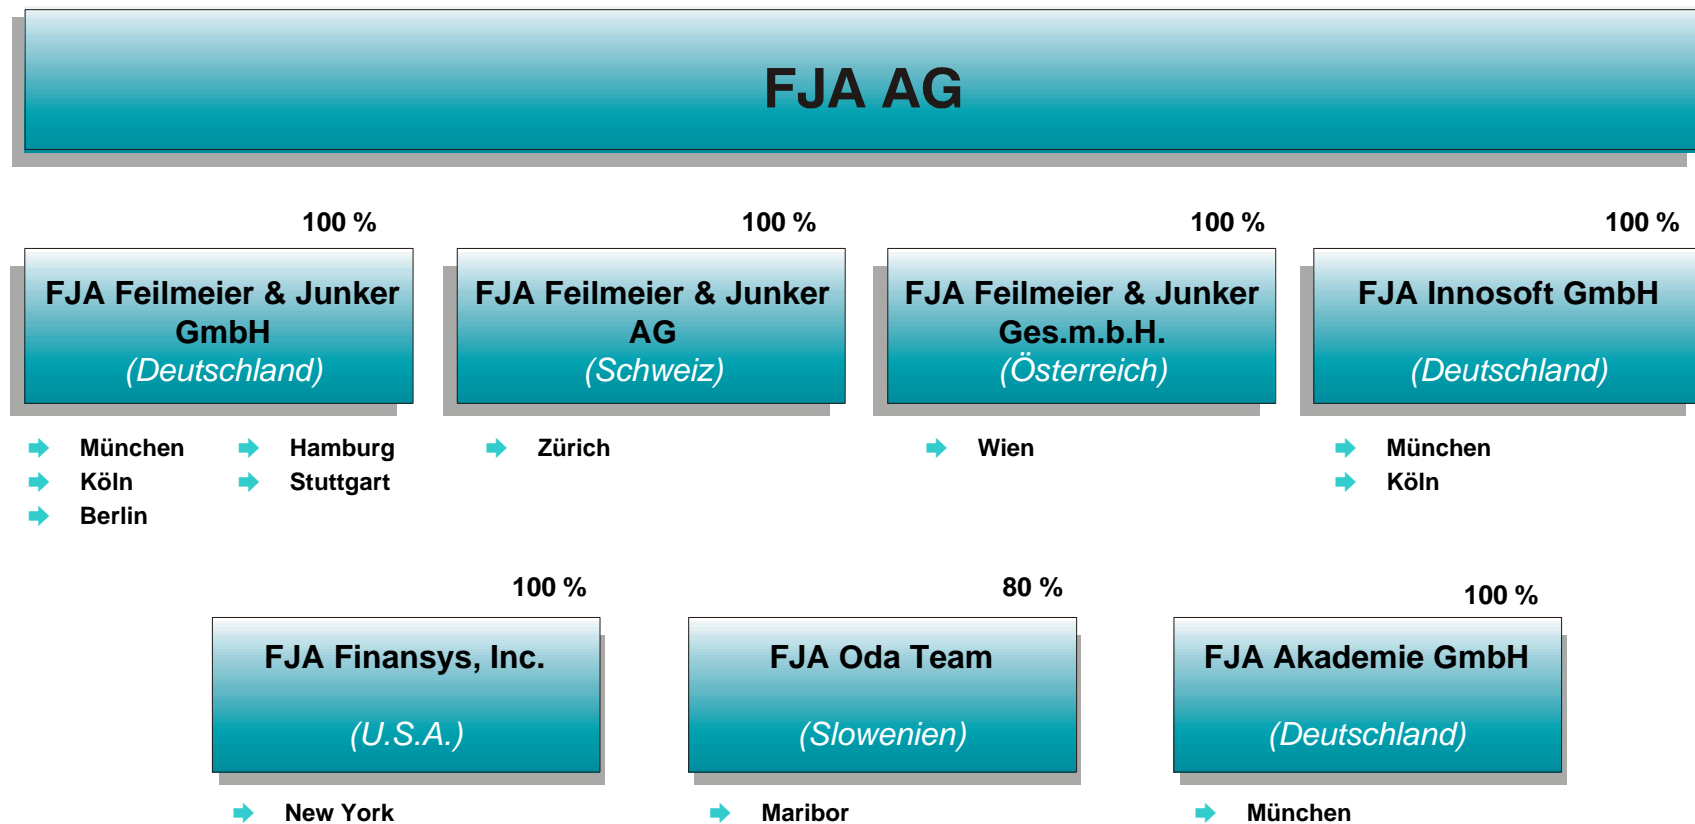 FJA AG
100 %
100 %
100 %
100 %
FJA Feilmeier & Junker
GmbH
(Deutschland)
FJA Feilmeier & Junker
AG
(Schweiz)
FJA Feilmeier & Junker
Ges.m.b.H.
(Österreich)
FJA Innosoft GmbH
(Deutschland)
München
Köln
Berlin
Hamburg
Stuttgart
Zürich
Wien
München
Köln
100 %
80 %
100 %
FJA Finansys, Inc.
(U.S.A.)
FJA Oda Team
(Slowenien)
FJA Akademie GmbH
(Deutschland)
New York
Maribor
München